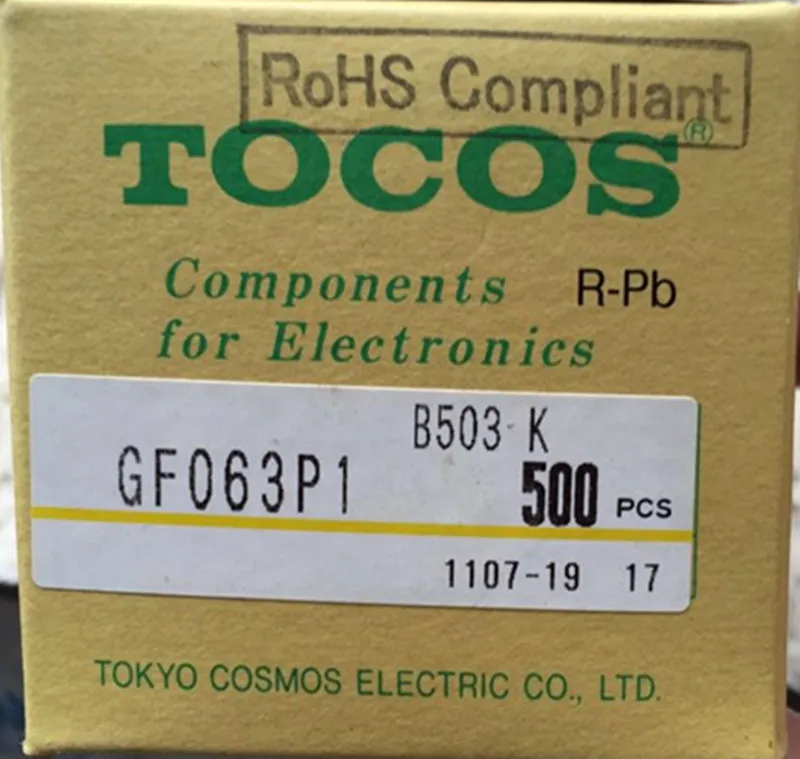 RoHS Compliant
TOCOS®
Components R-Pb
for Electronics
B503 K
GF063P1 500 PCS
1107-19 17
TOKYO COSMOS ELECTRIC CO., LTD.